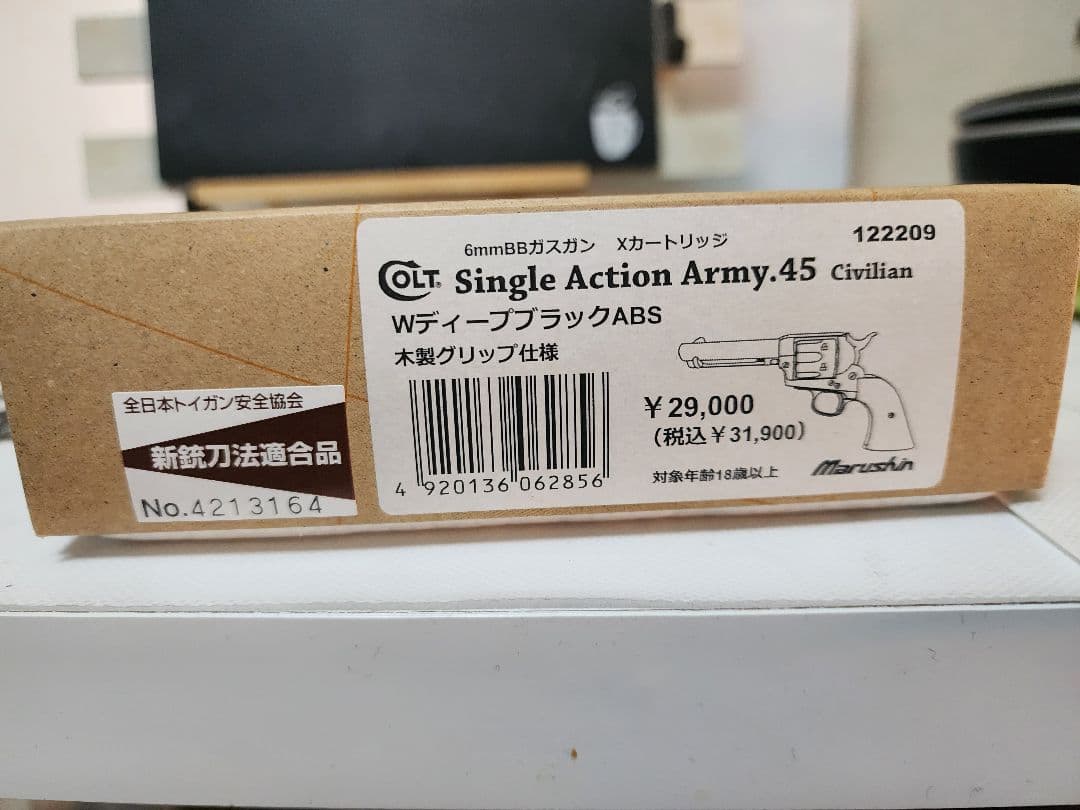 6mmBBガスガン Xカートリッジ
122209
COLT Single Action Army.45 Civilian
WディープブラックABS
木製グリップ仕様
¥29,000
(税込¥31,900)
4 920136 062856
対象年齢18歳以上
Marushin
全日本トイガン安全協会
新銃刀法適合品
No.4213164